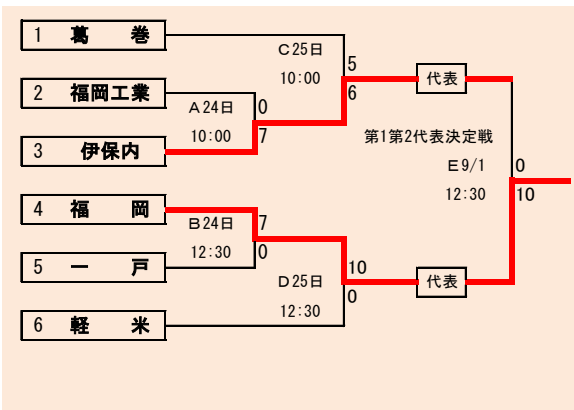 1 葛 巻
C25日
10:00
5
6
代表
2 福岡工業
A24日
10:00
0
7
3 伊保内
第1第2代表決定戦
E9/1
12:30
0
10
4 福 岡
B24日
12:30
7
0
5 一 戸
D25日
12:30
10
0
代表
6 軽 米